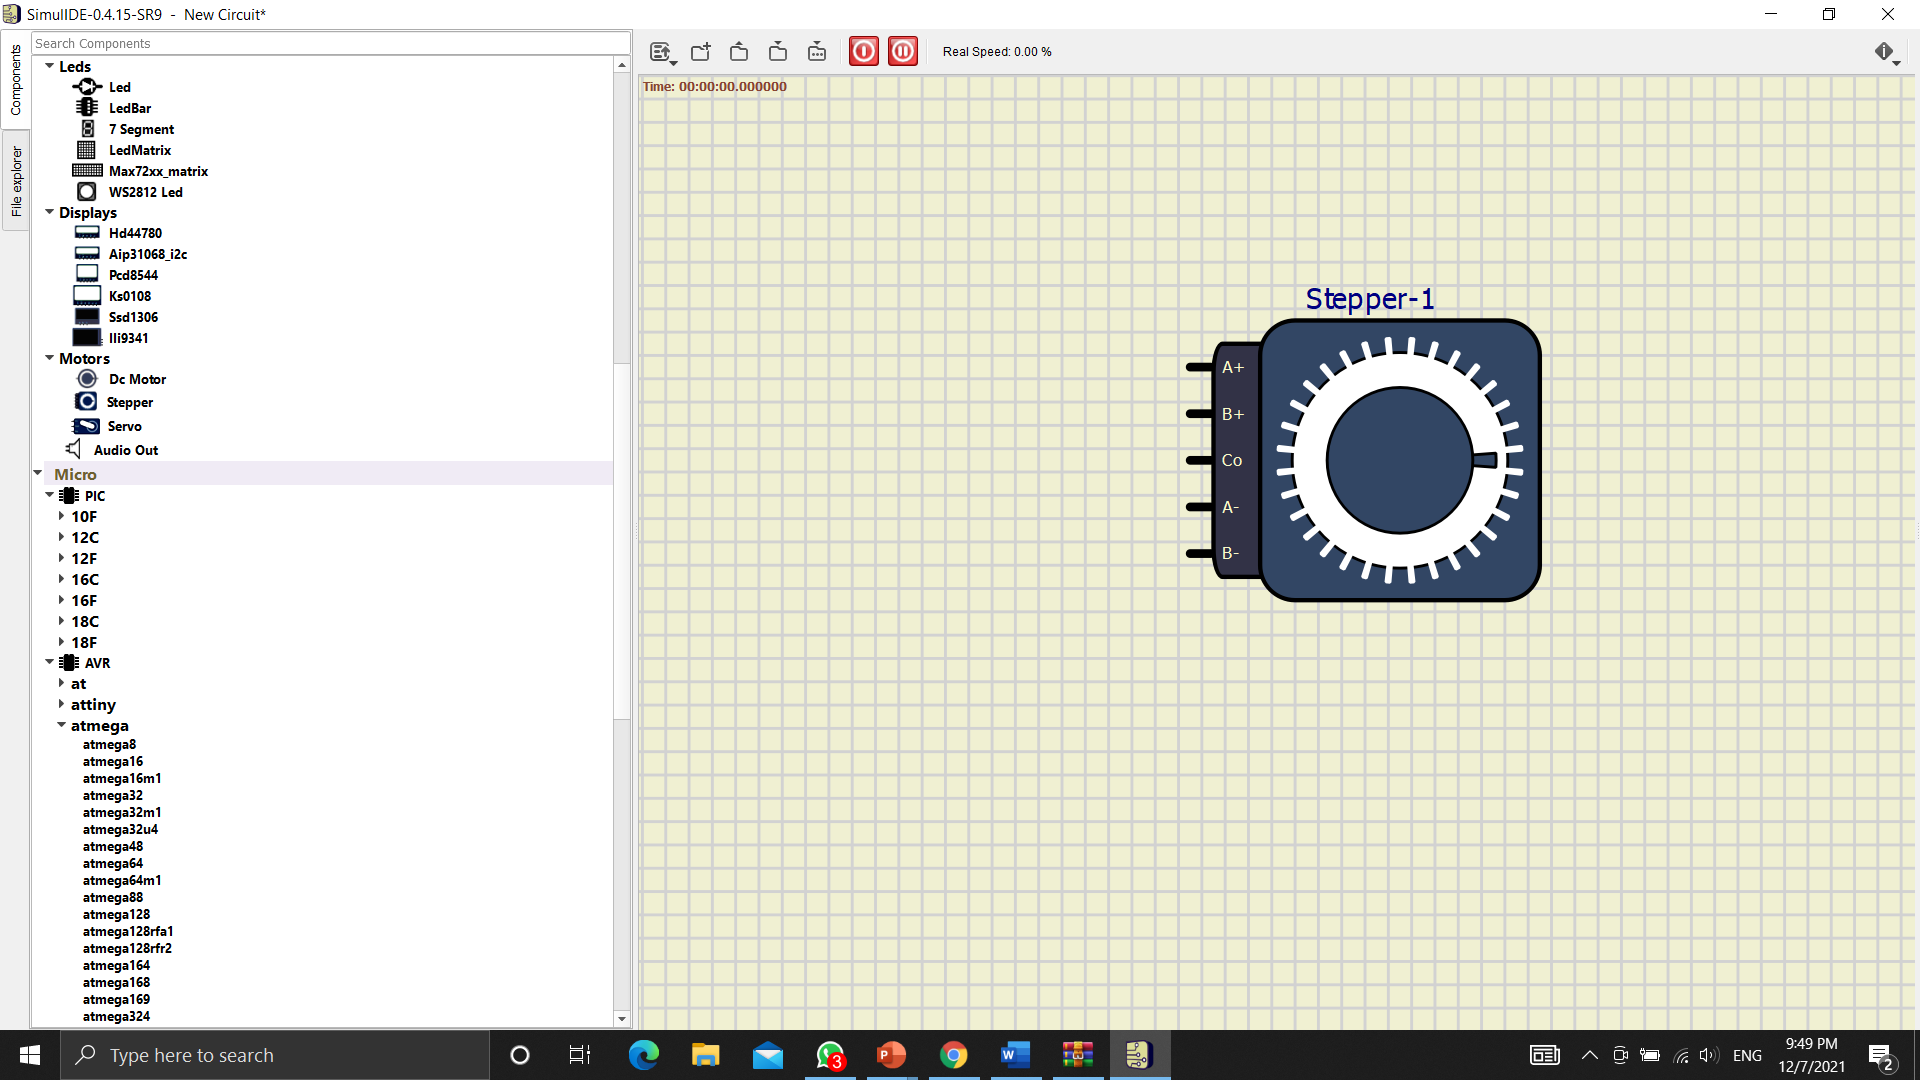 SimulIDE-0.4.15-SR9 - New Circuit*
Components
File explorer
Search Components
Leds
Led
LedBar
7 Segment
LedMatrix
Max72xx_matrix
WS2812 Led
Displays
Hd44780
Aip31068_i2c
Pcd8544
Ks0108
Ssd1306
Ili9341
Motors
Dc Motor
Stepper
Servo
Audio Out
Micro
PIC
10F
12C
12F
16C
16F
18C
18F
AVR
at
attiny
atmega
atmega8
atmega16
atmega16m1
atmega32
atmega32m1
atmega32u4
atmega48
atmega64
atmega64m1
atmega88
atmega128
atmega128rfa1
atmega128rfr2
atmega164
atmega168
atmega169
atmega324
Real Speed: 0.00 %
Time: 00:00:00.000000
Stepper-1
A+
B+
Co
A-
B-
Type here to search
3
P
W
ENG
9:49 PM
12/7/2021
2